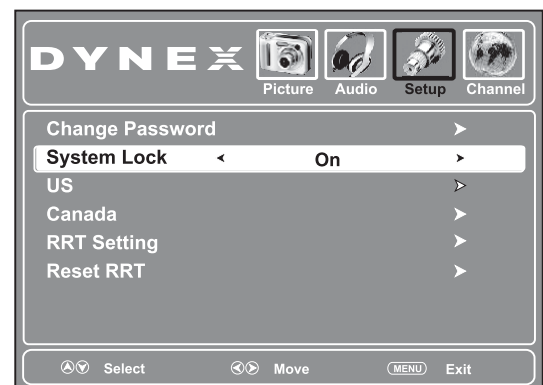 DYNEX
Picture Audio Setup Channel
Change Password
System Lock On
US
Canada
RRT Setting
Reset RRT
Select Move MENU Exit